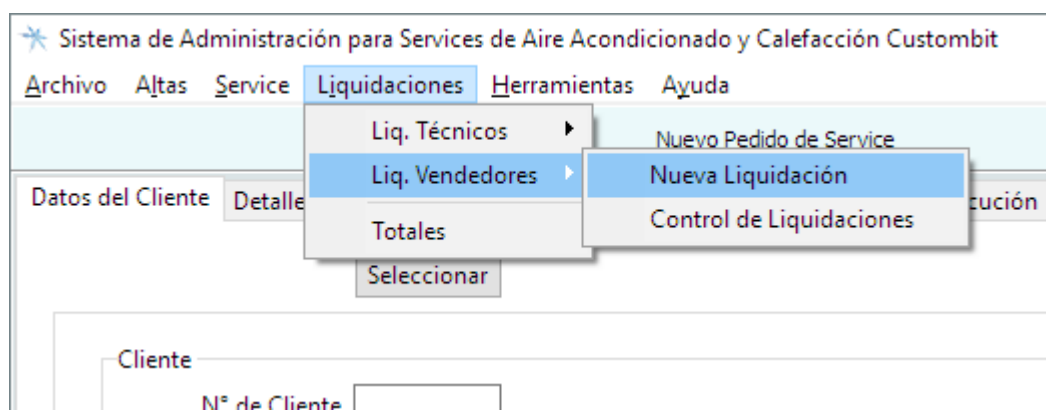 Sistema de Administración para Services de Aire Acondicionado y Calefacción Custombit
Archivo Altas Service Liquidaciones Herramientas Ayuda
Liq. Técnicos
Nuevo Pedido de Service
Liq. Vendedores
Nueva Liquidación
Datos del Cliente Detalle
Control de Liquidaciones
Totales
Seleccionar
Cliente
N° de Cliente